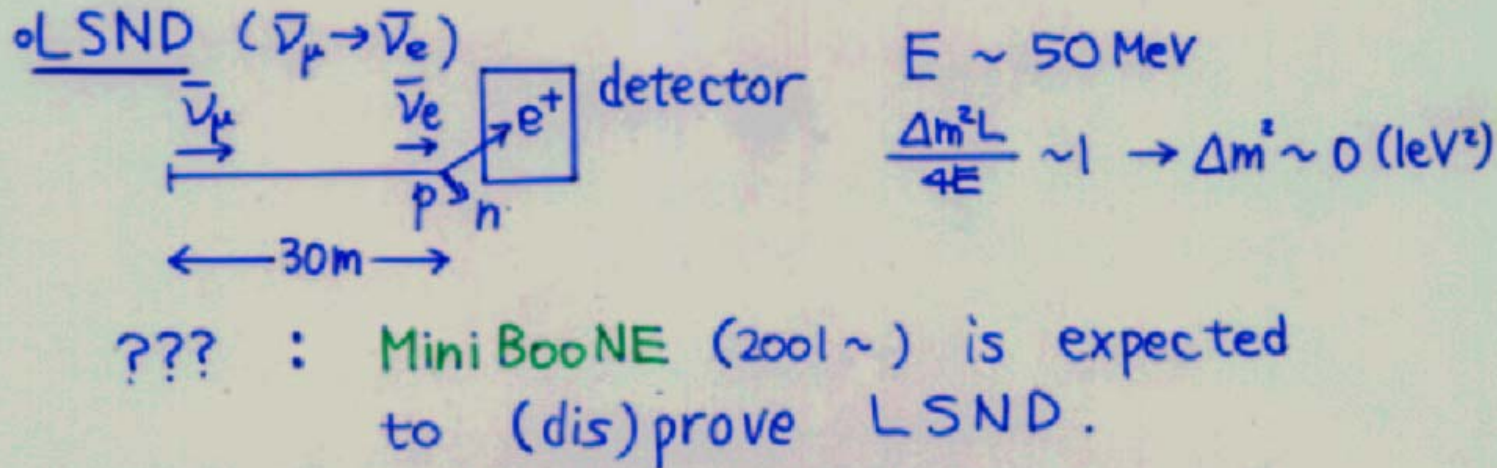 ∘LSND (ν̄μ→ν̄e)
ν̄μ ν̄e e⁺ detector
p n
30m
E ~ 50 MeV
Δm²L/4E ~1 → Δm² ~ O(1eV²)
??? : MiniBooNE (2001~) is expected
to (dis)prove LSND.